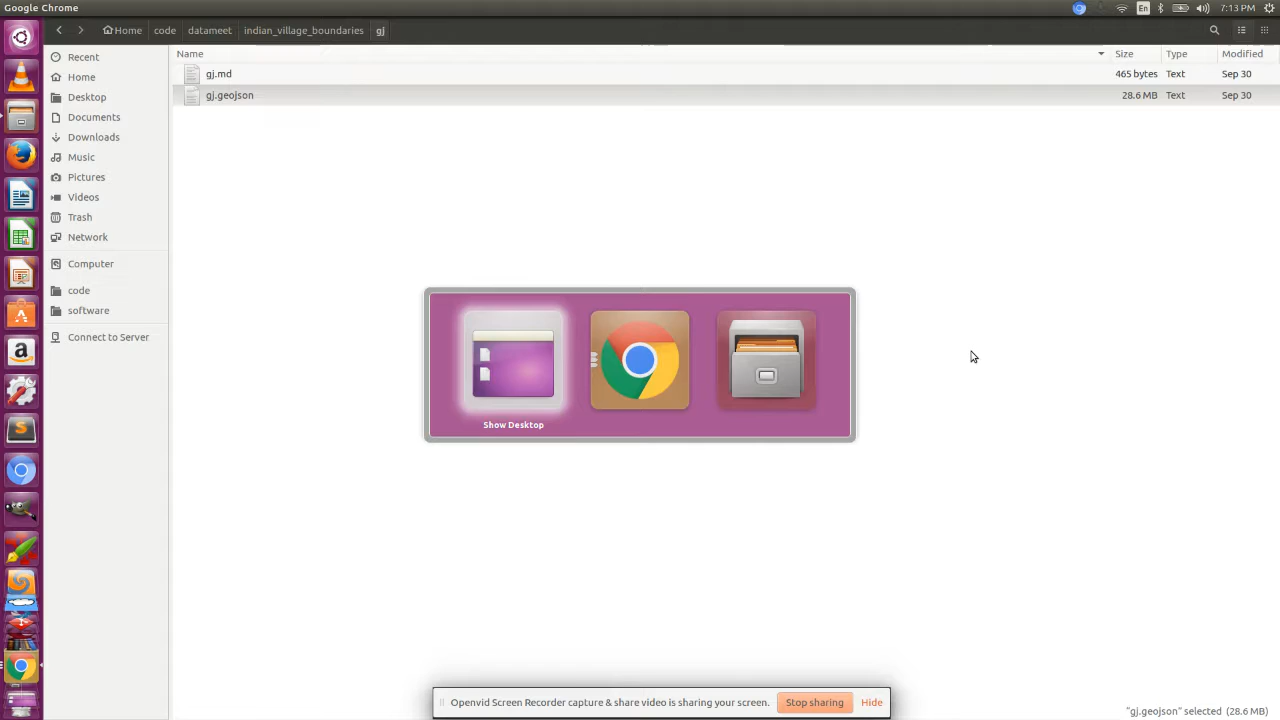 Google Chrome
En
7:13 PM
Home
code
datameet
indian_village_boundaries
gj
Name
Size
Type
Modified
Recent
Home
Desktop
Documents
Downloads
Music
Pictures
Videos
Trash
Network
Computer
code
software
Connect to Server
gj.md
465 bytes
Text
Sep 30
gj.geojson
28.6 MB
Text
Sep 30
Show Desktop
Openvid Screen Recorder capture & share video is sharing your screen.
Stop sharing
Hide
"gj.geojson" selected (28.6 MB)